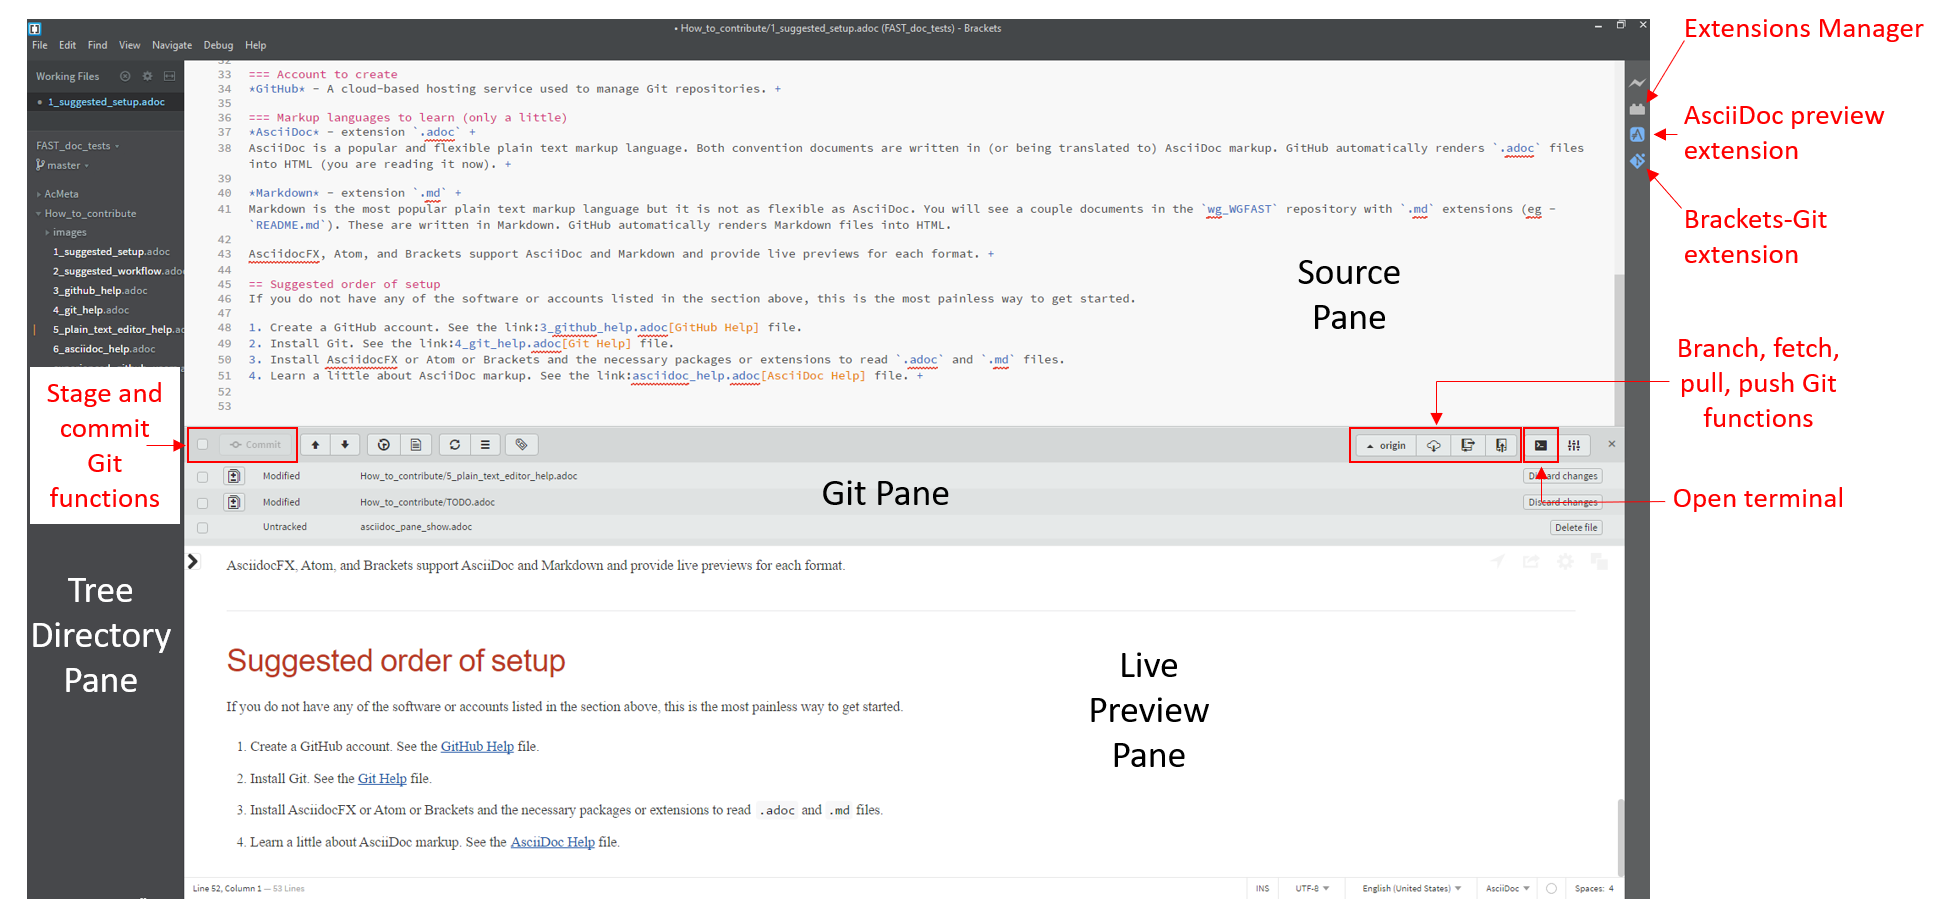 • How_to_contribute/1_suggested_setup.adoc (FAST_doc_tests) - Brackets
File Edit Find View Navigate Debug Help
Working Files
• 1_suggested_setup.adoc
FAST_doc_tests
master
AcMeta
How_to_contribute
images
1_suggested_setup.adoc
2_suggested_workflow.adoc
3_github_help.adoc
4_git_help.adoc
5_plain_text_editor_help.ac
6_asciidoc_help.adoc
32
33 === Account to create
34 *GitHub* - A cloud-based hosting service used to manage Git repositories. +
35
36 === Markup languages to learn (only a little)
37 *AsciiDoc* - extension `.adoc` +
38 AsciiDoc is a popular and flexible plain text markup language. Both convention documents are written in (or being translated to) AsciiDoc markup. GitHub automatically renders `.adoc` files
into HTML (you are reading it now). +
39
40 *Markdown* - extension `.md` +
41 Markdown is the most popular plain text markup language but it is not as flexible as AsciiDoc. You will see a couple documents in the `wg_WGFAST` repository with `.md` extensions (eg -
`README.md`). These are written in Markdown. GitHub automatically renders Markdown files into HTML.
42
43 AsciidocFX, Atom, and Brackets support AsciiDoc and Markdown and provide live previews for each format. +
44
45 == Suggested order of setup
46 If you do not have any of the software or accounts listed in the section above, this is the most painless way to get started.
47
48 1. Create a GitHub account. See the link:3_github_help.adoc[GitHub Help] file.
49 2. Install Git. See the link:4_git_help.adoc[Git Help] file.
50 3. Install AsciidocFX or Atom or Brackets and the necessary packages or extensions to read `.adoc` and `.md` files.
51 4. Learn a little about AsciiDoc markup. See the link:asciidoc_help.adoc[AsciiDoc Help] file. +
52
53
Source
Pane
Extensions Manager
AsciiDoc preview
extension
Brackets-Git
extension
Branch, fetch,
pull, push Git
functions
Open terminal
Stage and
commit
Git
functions
Commit
origin
Modified How_to_contribute/5_plain_text_editor_help.adoc Discard changes
Modified How_to_contribute/TODO.adoc Discard changes
Untracked asciidoc_pane_show.adoc Delete file
Git Pane
Tree
Directory
Pane
AsciidocFX, Atom, and Brackets support AsciiDoc and Markdown and provide live previews for each format.
Suggested order of setup
If you do not have any of the software or accounts listed in the section above, this is the most painless way to get started.
1. Create a GitHub account. See the GitHub Help file.
2. Install Git. See the Git Help file.
3. Install AsciidocFX or Atom or Brackets and the necessary packages or extensions to read .adoc and .md files.
4. Learn a little about AsciiDoc markup. See the AsciiDoc Help file.
Live
Preview
Pane
Line 52, Column 1 — 53 Lines
INS UTF-8 English (United States) AsciiDoc Spaces: 4